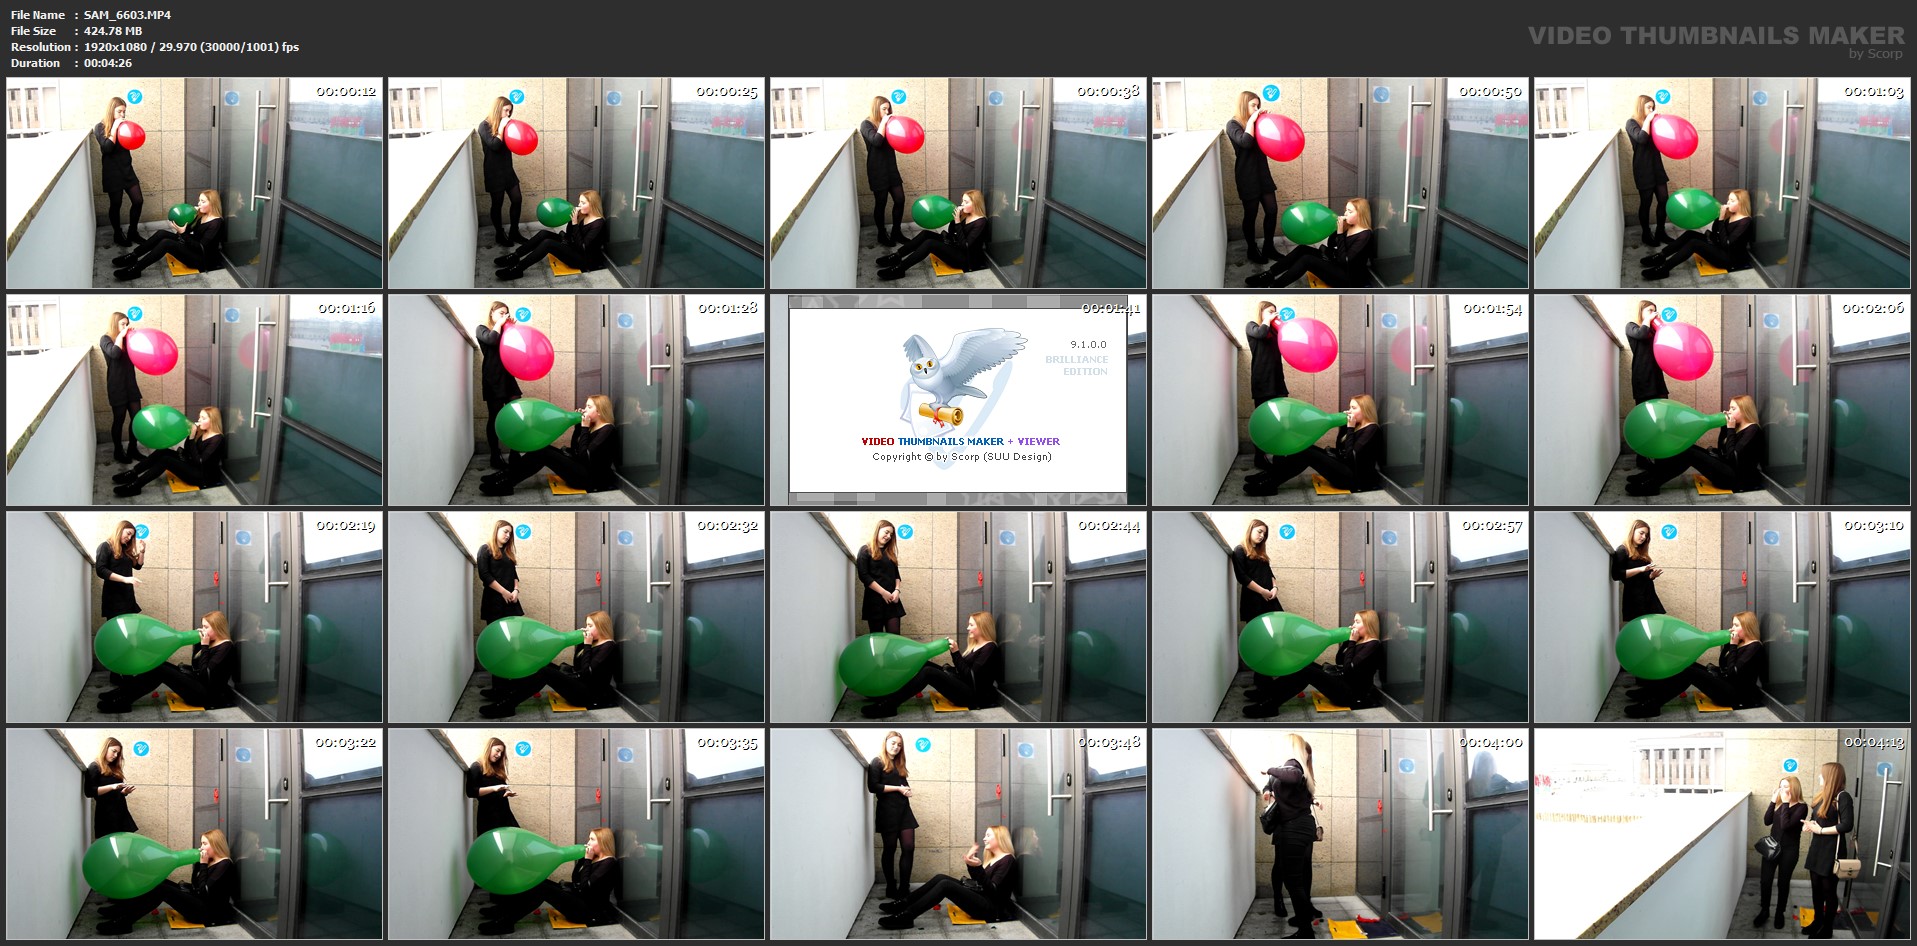 File Name : SAM_6603.MP4
File Size : 424.78 MB
Resolution : 1920x1080 / 29.970 (30000/1001) fps
Duration : 00:04:26
VIDEO THUMBNAILS MAKER
by Scorp
00:00:12
00:00:25
00:00:38
00:00:50
00:01:03
00:01:16
00:01:28
00:01:41
9.1.0.0
BRILLIANCE
EDITION
VIDEO THUMBNAILS MAKER + VIEWER
Copyright © by Scorp (SUU Design)
00:01:54
00:02:06
00:02:19
00:02:32
00:02:44
00:02:57
00:03:10
00:03:22
00:03:35
00:03:48
00:04:00
00:04:13